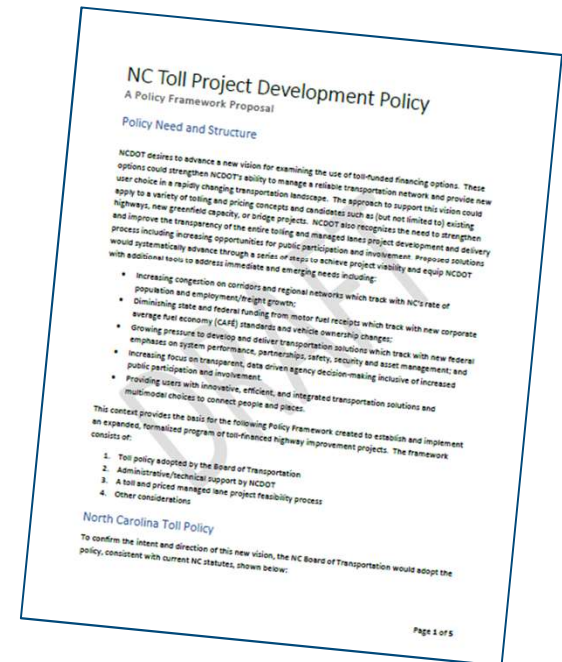 NC Toll Project Development Policy
A Policy Framework Proposal
Policy Need and Structure
NCDOT desires to advance a new vision for examining the use of toll-funded financing options. These
options could strengthen NCDOT's ability to manage a reliable transportation network and provide new
user choice in a rapidly changing transportation landscape. The approach to support this vision could
apply to a variety of tolling and pricing concepts and candidates such as (but not limited to) existing
highways, new greenfield capacity, or bridge projects. NCDOT also recognizes the need to strengthen
and improve the transparency of the entire tolling and managed lanes project development and delivery
process including increasing opportunities for public participation and involvement. Proposed solutions
would systematically advance through a series of steps to achieve project viability and equip NCDOT
with additional tools to address immediate and emerging needs including:
• Increasing congestion on corridors and regional networks which track with NC's rate of
population and employment/freight growth;
• Diminishing state and federal funding from motor fuel receipts which track with new corporate
average fuel economy (CAFÉ) standards and vehicle ownership changes;
• Growing pressure to develop and deliver transportation solutions which track with new federal
emphases on system performance, partnerships, safety, security and asset management; and
• Increasing focus on transparent, data driven agency decision-making inclusive of increased
public participation and involvement.
• Providing users with innovative, efficient, and integrated transportation solutions and
multimodal choices to connect people and places.
This context provides the basis for the following Policy Framework created to establish and implement
an expanded, formalized program of toll-financed highway improvement projects. The framework
consists of:
1. Toll policy adopted by the Board of Transportation
2. Administrative/technical support by NCDOT
3. A toll and priced managed lane project feasibility process
4. Other considerations
North Carolina Toll Policy
To confirm the intent and direction of this new vision, the NC Board of Transportation would adopt the
policy, consistent with current NC statutes, shown below:
Page 1 of 5
DRAFT